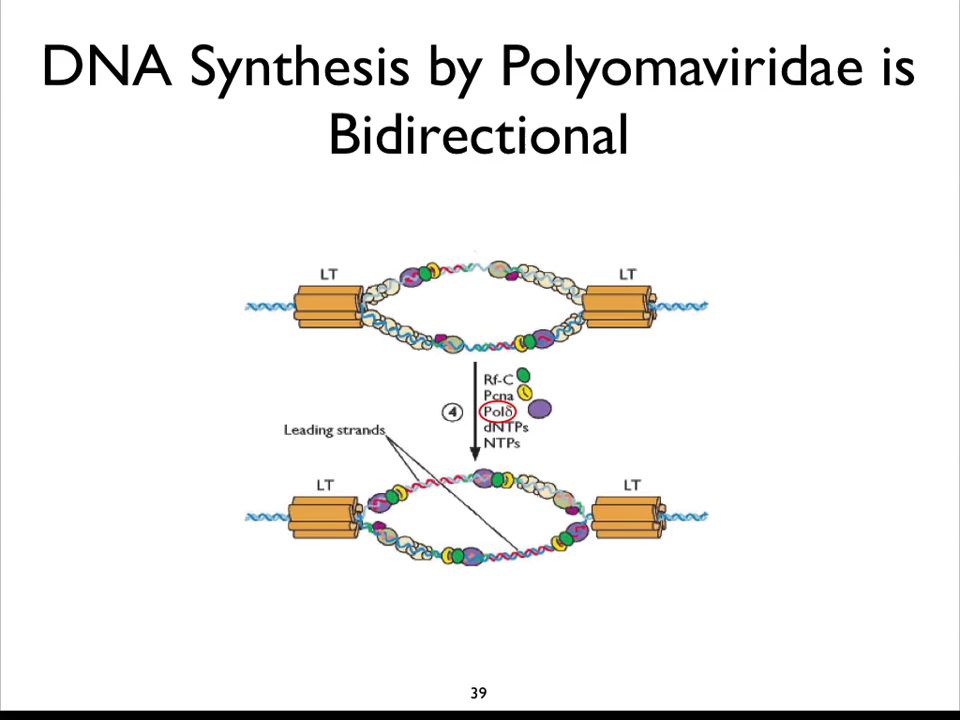 DNA Synthesis by Polyomaviridae is
Bidirectional
LT
LT
Rf-C
Pcna
Polδ
dNTPs
NTPs
4
Leading strands
LT
LT
39